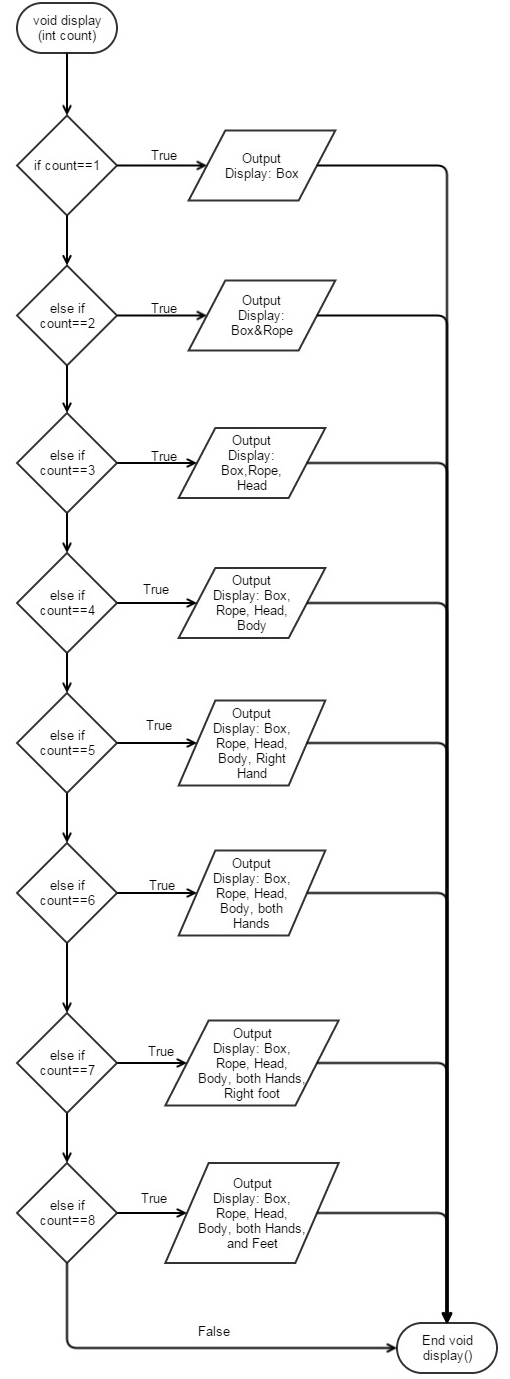 void display
(int count)
if count==1
True
Output
Display: Box
else if
count==2
True
Output
Display:
Box&Rope
else if
count==3
True
Output
Display:
Box,Rope,
Head
else if
count==4
True
Output
Display: Box,
Rope, Head,
Body
else if
count==5
True
Output
Display: Box,
Rope, Head,
Body, Right
Hand
else if
count==6
True
Output
Display: Box,
Rope, Head,
Body, both
Hands
else if
count==7
True
Output
Display: Box,
Rope, Head,
Body, both Hands,
Right foot
else if
count==8
True
Output
Display: Box,
Rope, Head,
Body, both Hands,
and Feet
False
End void
display()